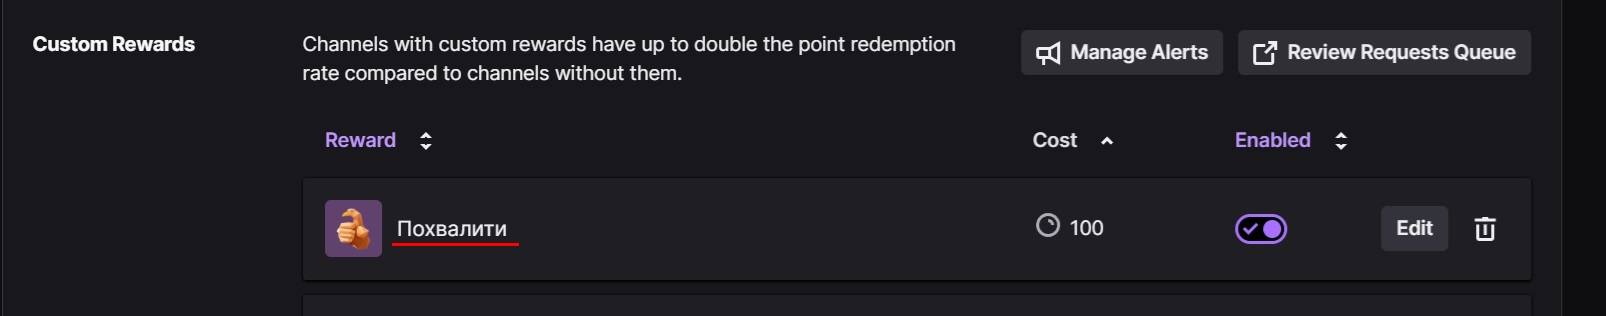 Custom Rewards
Channels with custom rewards have up to double the point redemption
rate compared to channels without them.
Manage Alerts
Review Requests Queue
Reward
Cost
Enabled
Похвалити
100
Edit